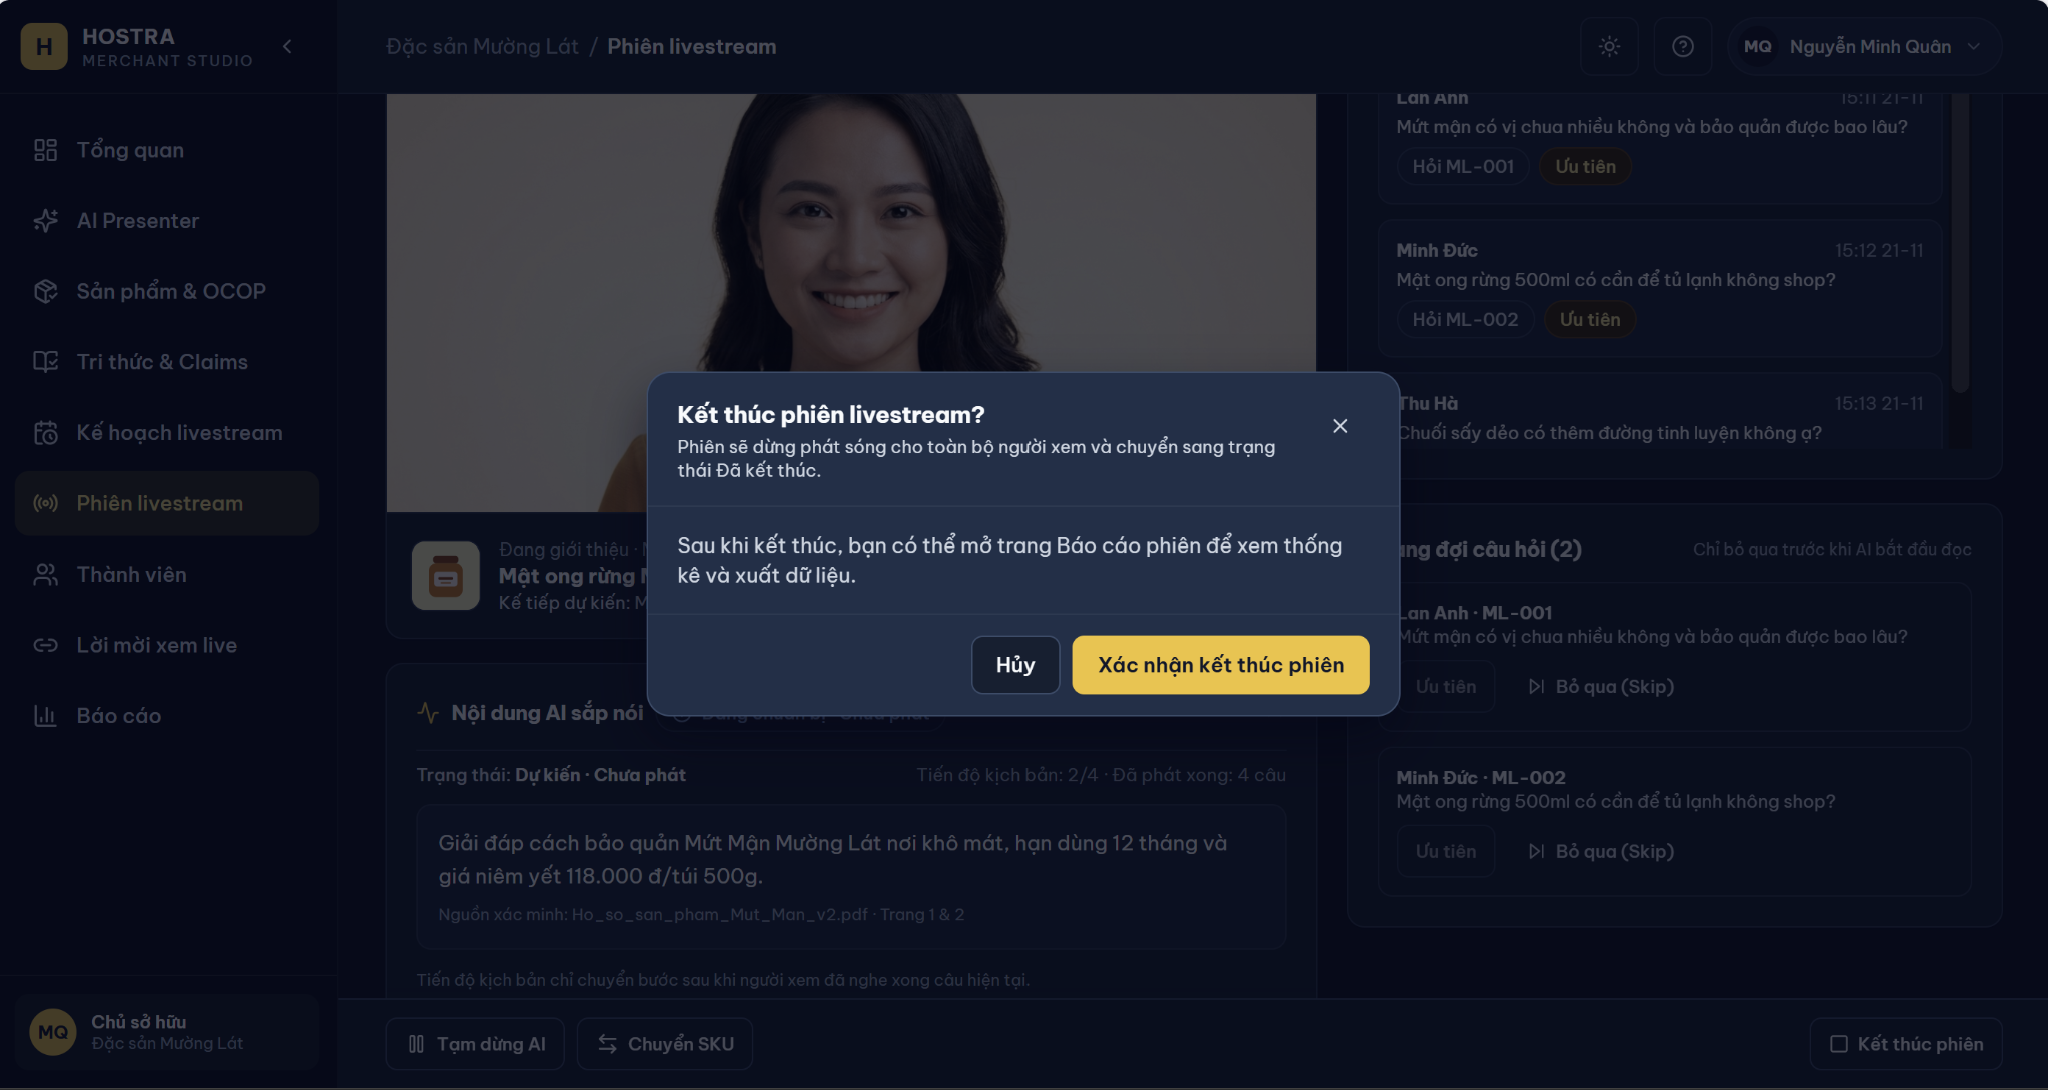 H
HOSTRA
MERCHANT STUDIO
Đặc sản Mường Lát / Phiên livestream
MQ Nguyễn Minh Quân
Tổng quan
AI Presenter
Sản phẩm & OCOP
Tri thức & Claims
Kế hoạch livestream
Phiên livestream
Thành viên
Lời mời xem live
Báo cáo
MQ
Chủ sở hữu
Đặc sản Mường Lát
Đang giới thiệu ·
Mật ong rừng
Kế tiếp dự kiến:
Nội dung AI sắp nói
Trạng thái: Dự kiến · Chưa phát
Tiến độ kịch bản: 2/4 · Đã phát xong: 4 câu
Giải đáp cách bảo quản Mứt Mận Mường Lát nơi khô mát, hạn dùng 12 tháng và
giá niêm yết 118.000 đ/túi 500g.
Nguồn xác minh: Ho_so_san_pham_Mut_Man_v2.pdf · Trang 1 & 2
Tiến độ kịch bản chỉ chuyển bước sau khi người xem đã nghe xong câu hiện tại.
Tạm dừng AI
Chuyển SKU
Kết thúc phiên
Lan Anh
15:11 21-11
Mứt mận có vị chua nhiều không và bảo quản được bao lâu?
Hỏi ML-001
Ưu tiên
Minh Đức
15:12 21-11
Mật ong rừng 500ml có cần để tủ lạnh không shop?
Hỏi ML-002
Ưu tiên
Thu Hà
15:13 21-11
Chuối sấy dẻo có thêm đường tinh luyện không ạ?
đợi câu hỏi (2)
Chỉ bỏ qua trước khi AI bắt đầu đọc
Lan Anh · ML-001
Mứt mận có vị chua nhiều không và bảo quản được bao lâu?
Ưu tiên
Bỏ qua (Skip)
Minh Đức · ML-002
Mật ong rừng 500ml có cần để tủ lạnh không shop?
Ưu tiên
Bỏ qua (Skip)
Kết thúc phiên livestream?
Phiên sẽ dừng phát sóng cho toàn bộ người xem và chuyển sang trạng
thái Đã kết thúc.
Sau khi kết thúc, bạn có thể mở trang Báo cáo phiên để xem thống
kê và xuất dữ liệu.
Hủy
Xác nhận kết thúc phiên